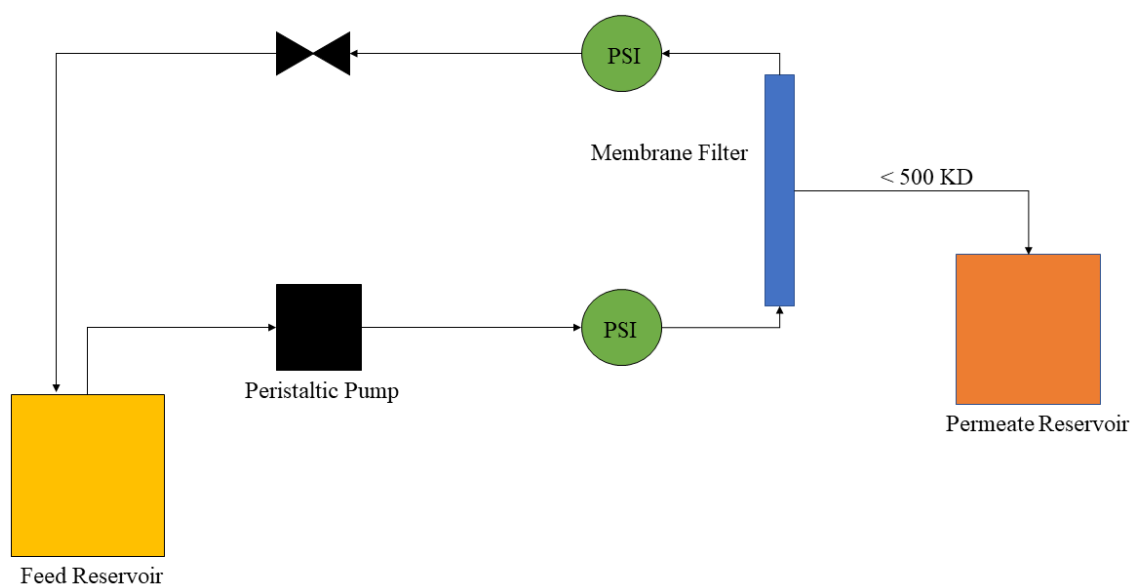 PSI
Membrane Filter
< 500 KD
PSI
Peristaltic Pump
Permeate Reservoir
Feed Reservoir